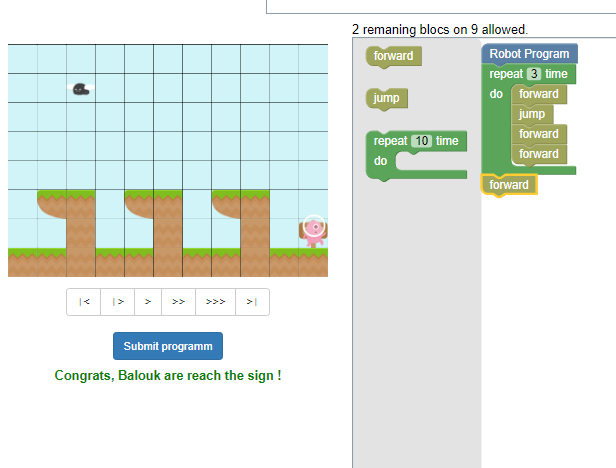 2 remaning blocs on 9 allowed.
forward
jump
repeat 10 time
do
Robot Program
repeat 3 time
do
forward
jump
forward
forward
forward
|<
|>
>
>>
>>>
>|
Submit programm
Congrats, Balouk are reach the sign !